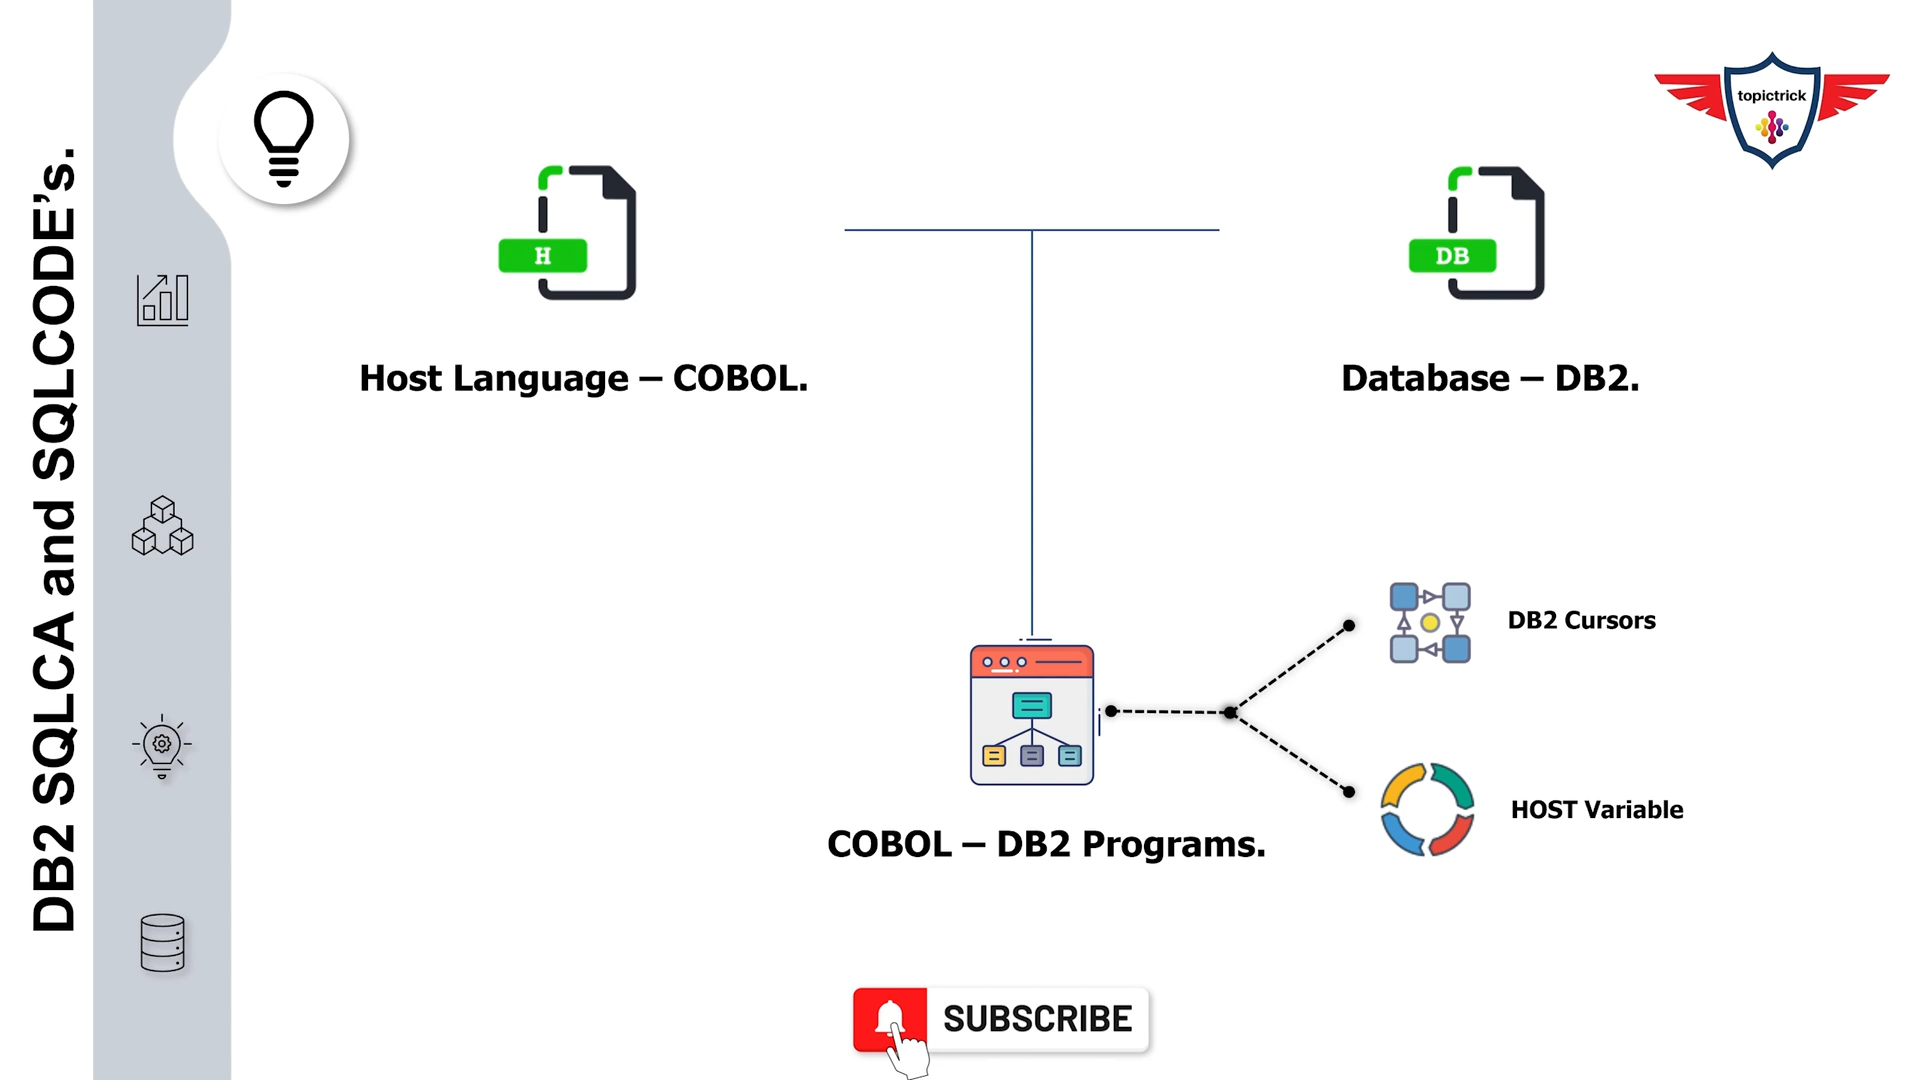 DB2 SQLCA and SQLCODE’s.
topictrick
H
DB
Host Language – COBOL.
Database – DB2.
DB2 Cursors
HOST Variable
COBOL – DB2 Programs.
SUBSCRIBE